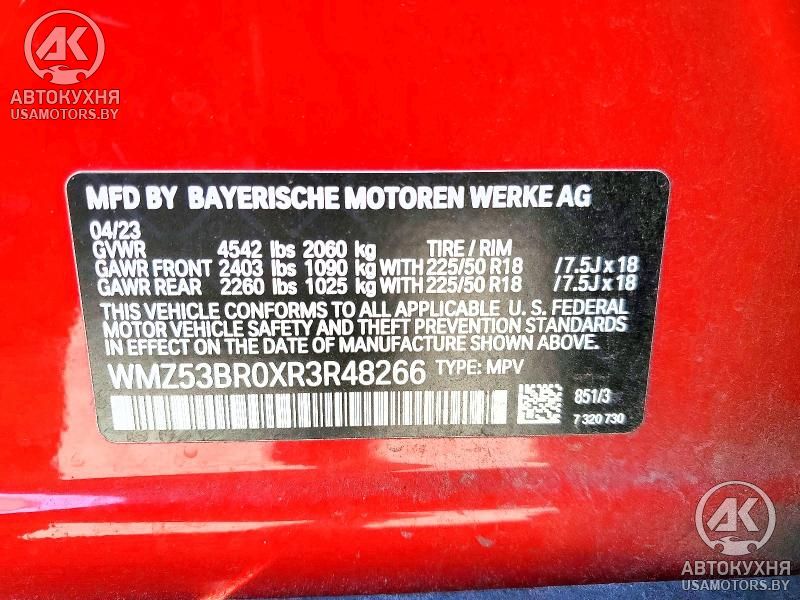 AK
АВТОКУХНЯ
USAMOTORS.BY
MFD BY BAYERISCHE MOTOREN WERKE AG
04/23
GVWR 4542 lbs 2060 kg TIRE / RIM
GAWR FRONT 2403 lbs 1090 kg WITH 225/50 R18 /7.5J x 18
GAWR REAR 2260 lbs 1025 kg WITH 225/50 R18 /7.5J x 18
THIS VEHICLE CONFORMS TO ALL APPLICABLE U. S. FEDERAL
MOTOR VEHICLE SAFETY AND THEFT PREVENTION STANDARDS
IN EFFECT ON THE DATE OF MANUFACTURE SHOWN ABOVE.
WMZ53BR0XR3R48266 TYPE: MPV
851/3
7 320 730
AK
АВТОКУХНЯ
USAMOTORS.BY